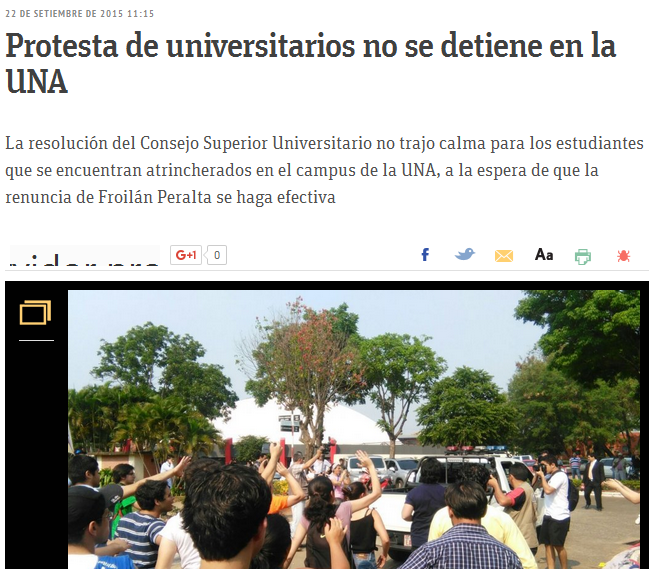 22 DE SETIEMBRE DE 2015 11:15
Protesta de universitarios no se detiene en la
UNA
La resolución del Consejo Superior Universitario no trajo calma para los estudiantes
que se encuentran atrincherados en el campus de la UNA, a la espera de que la
renuncia de Froilán Peralta se haga efectiva
G+1 0
f Aa